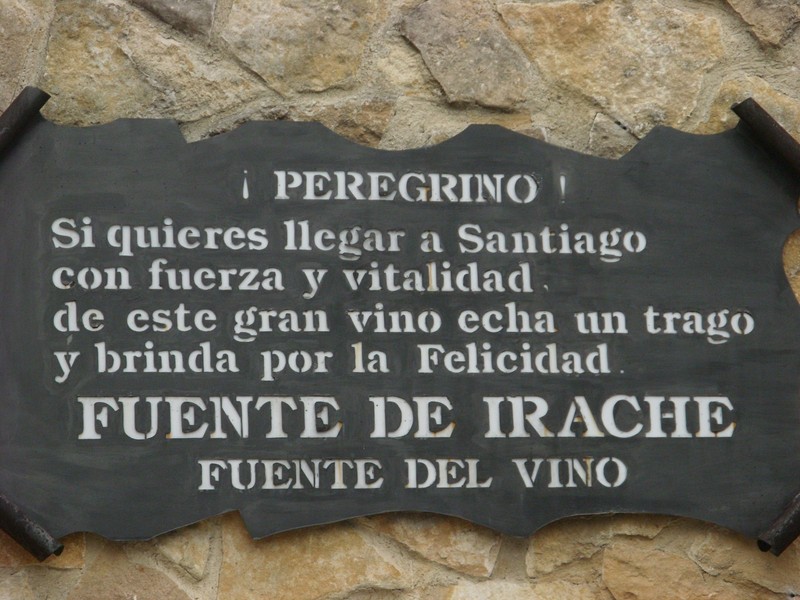 ¡ PEREGRINO !
Si quieres llegar a Santiago
con fuerza y vitalidad,
de este gran vino echa un trago
y brinda por la Felicidad.
FUENTE DE IRACHE
FUENTE DEL VINO